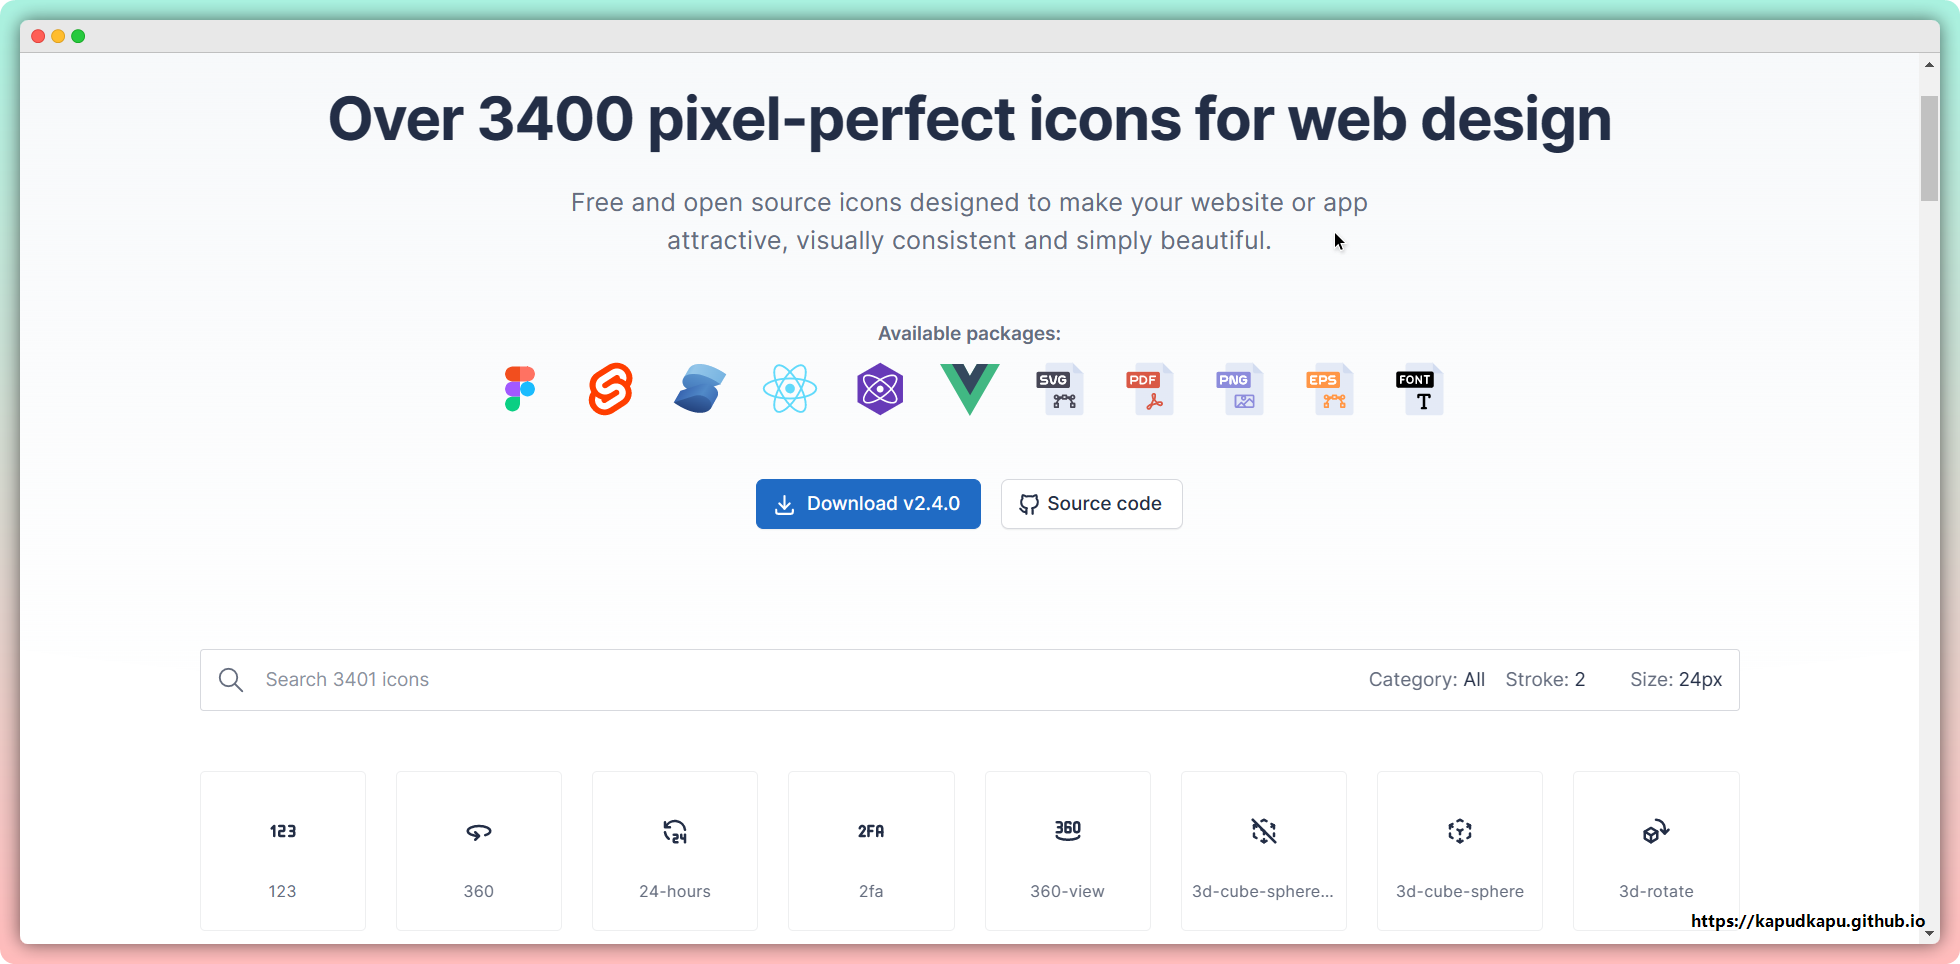 Over 3400 pixel-perfect icons for web design
Free and open source icons designed to make your website or app
attractive, visually consistent and simply beautiful.
Available packages:
SVG PDF PNG EPS FONT
T
Download v2.4.0 Source code
Search 3401 icons Category: All Stroke: 2 Size: 24px
123 24 2FA 360
123 360 24-hours 2fa 360-view 3d-cube-sphere... 3d-cube-sphere 3d-rotate
https://kapudkapu.github.io